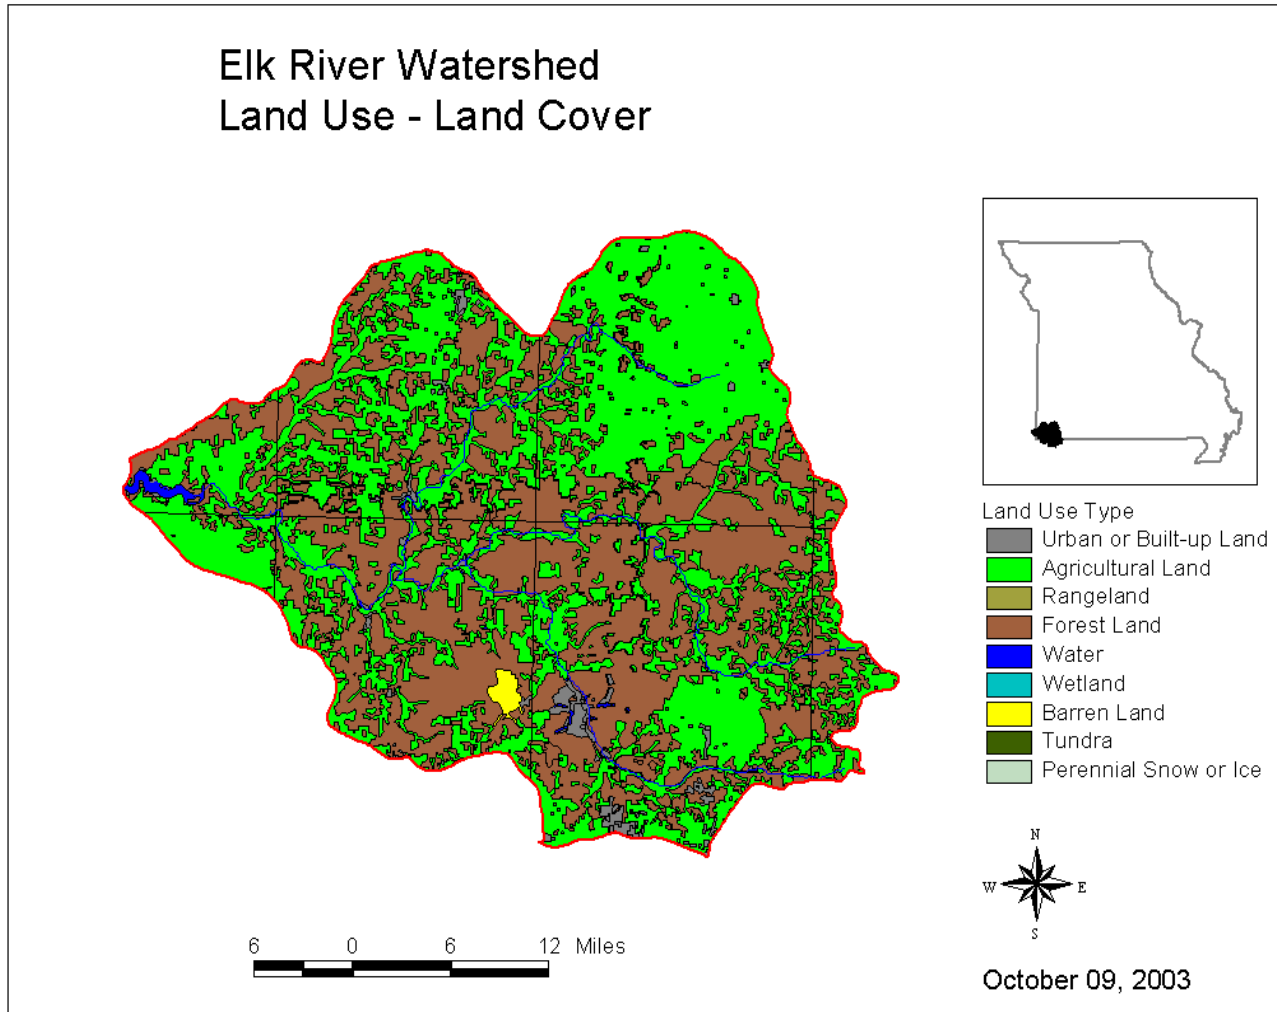 Elk River Watershed
Land Use - Land Cover
Land Use Type
Urban or Built-up Land
Agricultural Land
Rangeland
Forest Land
Water
Wetland
Barren Land
Tundra
Perennial Snow or Ice
N
W E
S
6 0 6 12 Miles
October 09, 2003